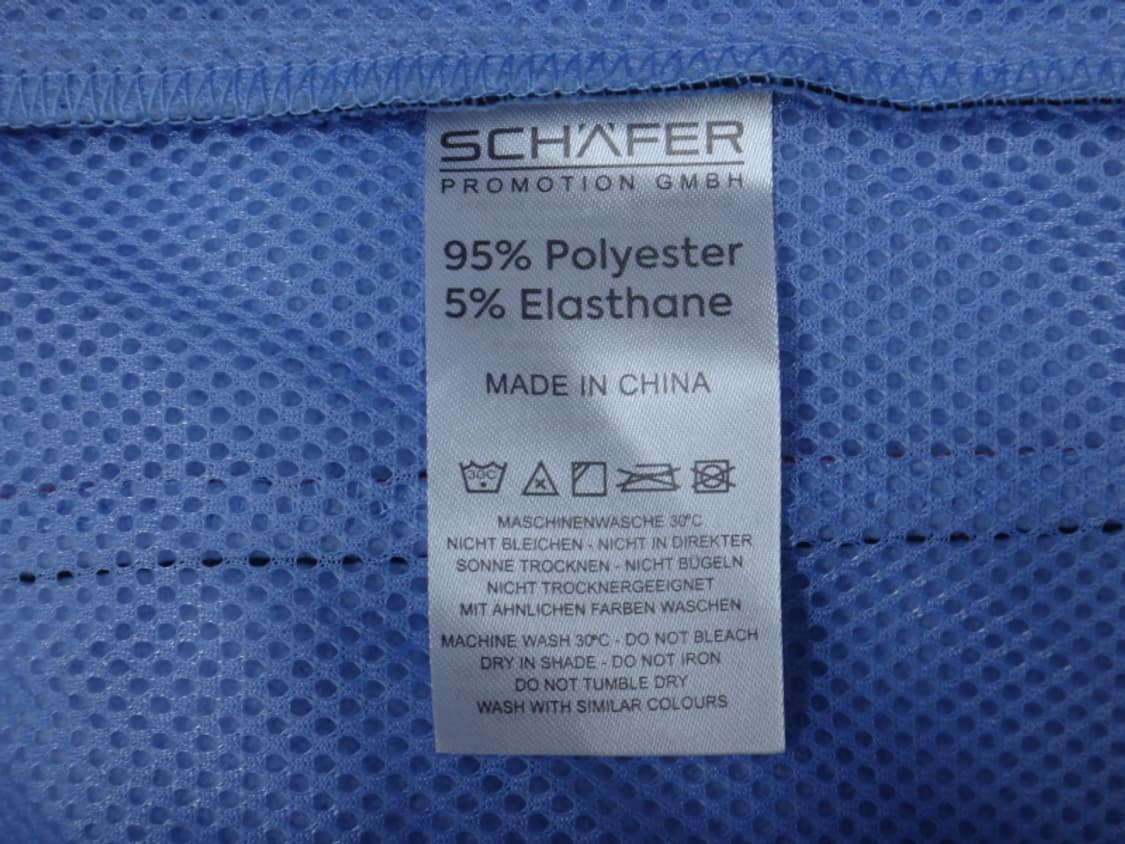 SCHÄFER
PROMOTION GMBH
95% Polyester
5% Elasthane
MADE IN CHINA
30C
MASCHINENWASCHE 30°C
NICHT BLEICHEN - NICHT IN DIREKTER
SONNE TROCKNEN - NICHT BÜGELN
NICHT TROCKNERGEEIGNET
MIT AHNLICHEN FARBEN WASCHEN
MACHINE WASH 30°C - DO NOT BLEACH
DRY IN SHADE - DO NOT IRON
DO NOT TUMBLE DRY
WASH WITH SIMILAR COLOURS